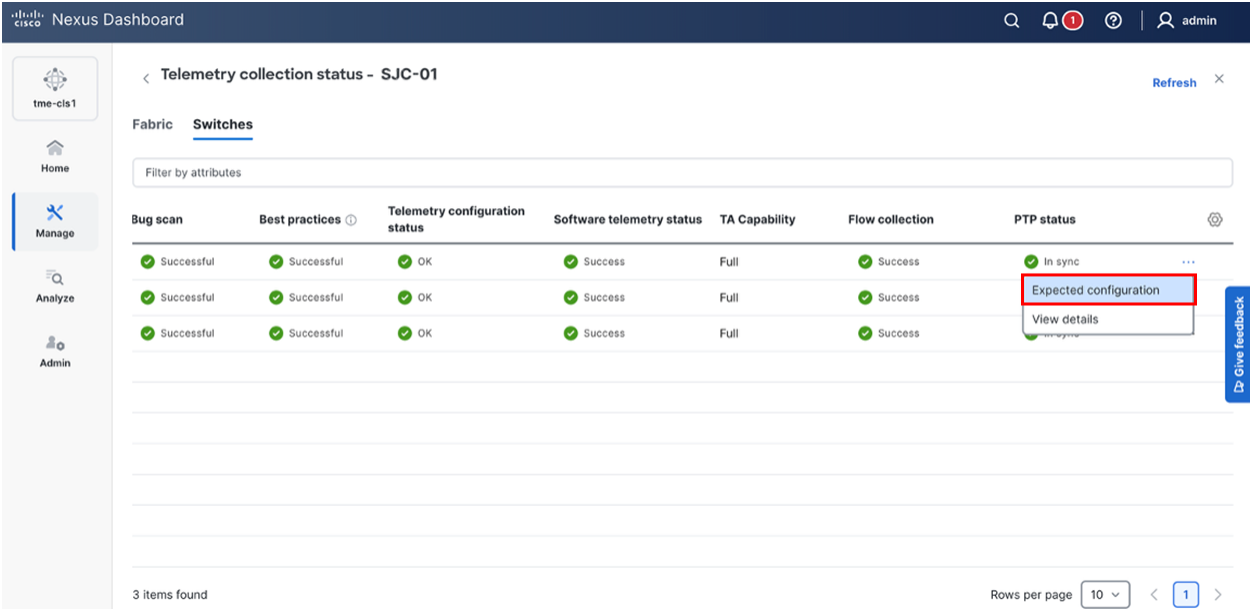 CISCO Nexus Dashboard
1
admin
tme-cls1
Home
Manage
Analyze
Admin
Telemetry collection status - SJC-01
Refresh
Fabric Switches
Filter by attributes
Bug scan Best practices Telemetry configuration status Software telemetry status TA Capability Flow collection PTP status
Successful Successful OK Success Full Success In sync ...
Successful Successful OK Success Full Success
Successful Successful OK Success Full Success
Expected configuration
View details
Give feedback
3 items found
Rows per page 10 1